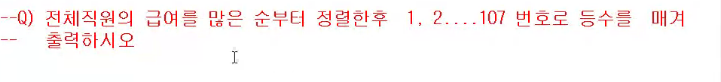 --Q) 전체직원의 급여를 많은 순부터 정렬한후  1, 2....107 번호로 등수를  매겨
--   출력하시오